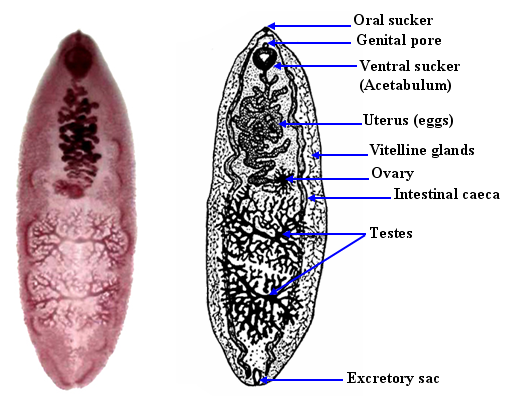 Oral sucker
Genital pore
Ventral sucker
(Acetabulum)
Uterus (eggs)
Vitelline glands
Ovary
Intestinal caeca
Testes
Excretory sac